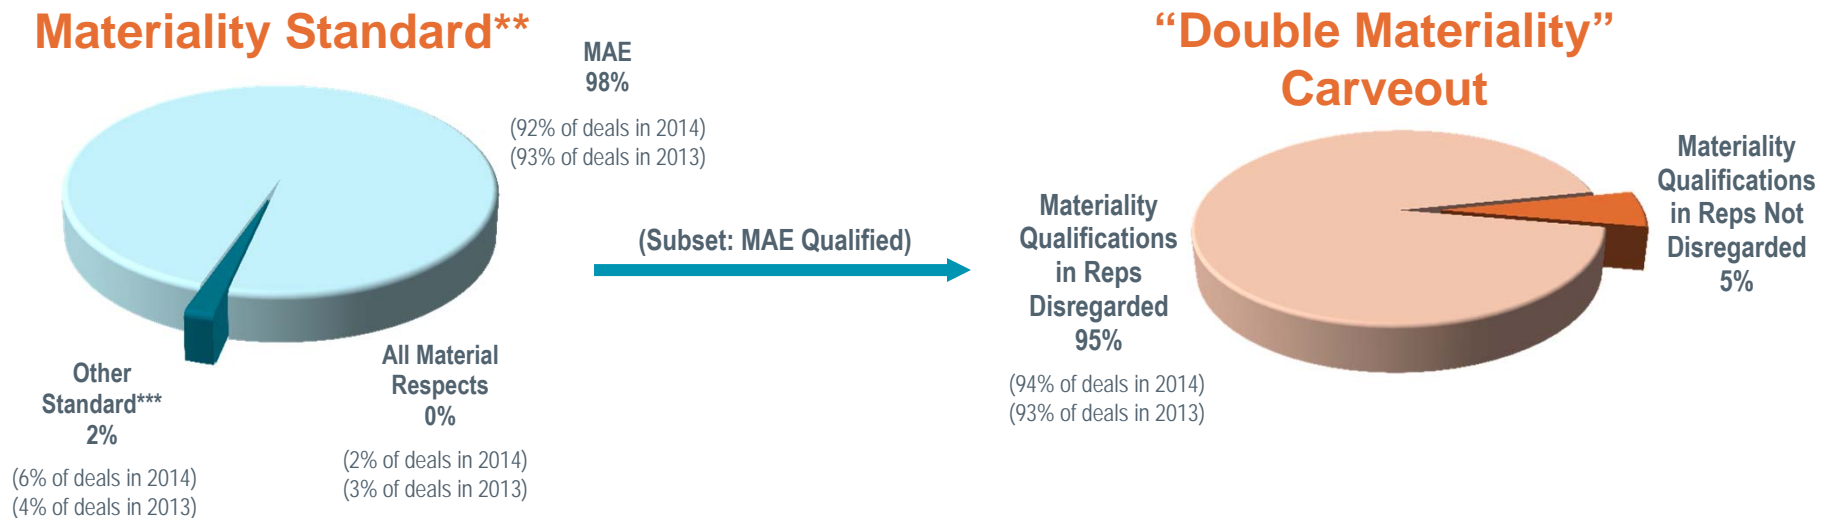 Materiality Standard**
MAE
98%
(92% of deals in 2014)
(93% of deals in 2013)
Other
Standard***
2%
(6% of deals in 2014)
(4% of deals in 2013)
All Material
Respects
0%
(2% of deals in 2014)
(3% of deals in 2013)
(Subset: MAE Qualified)
“Double Materiality”
Carveout
Materiality
Qualifications
in Reps
Disregarded
95%
(94% of deals in 2014)
(93% of deals in 2013)
Materiality
Qualifications
in Reps Not
Disregarded
5%